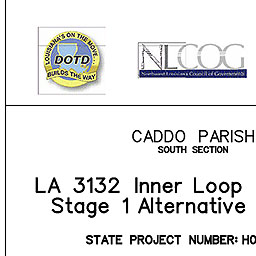 LOUISIANA'S ON THE MOVE...
DOTD
BUILDS THE WAY
NLCOG
Northwest Louisiana Council of Governments
CADDO PARISH
SOUTH SECTION
LA 3132 Inner Loop
Stage 1 Alternative
STATE PROJECT NUMBER: HO